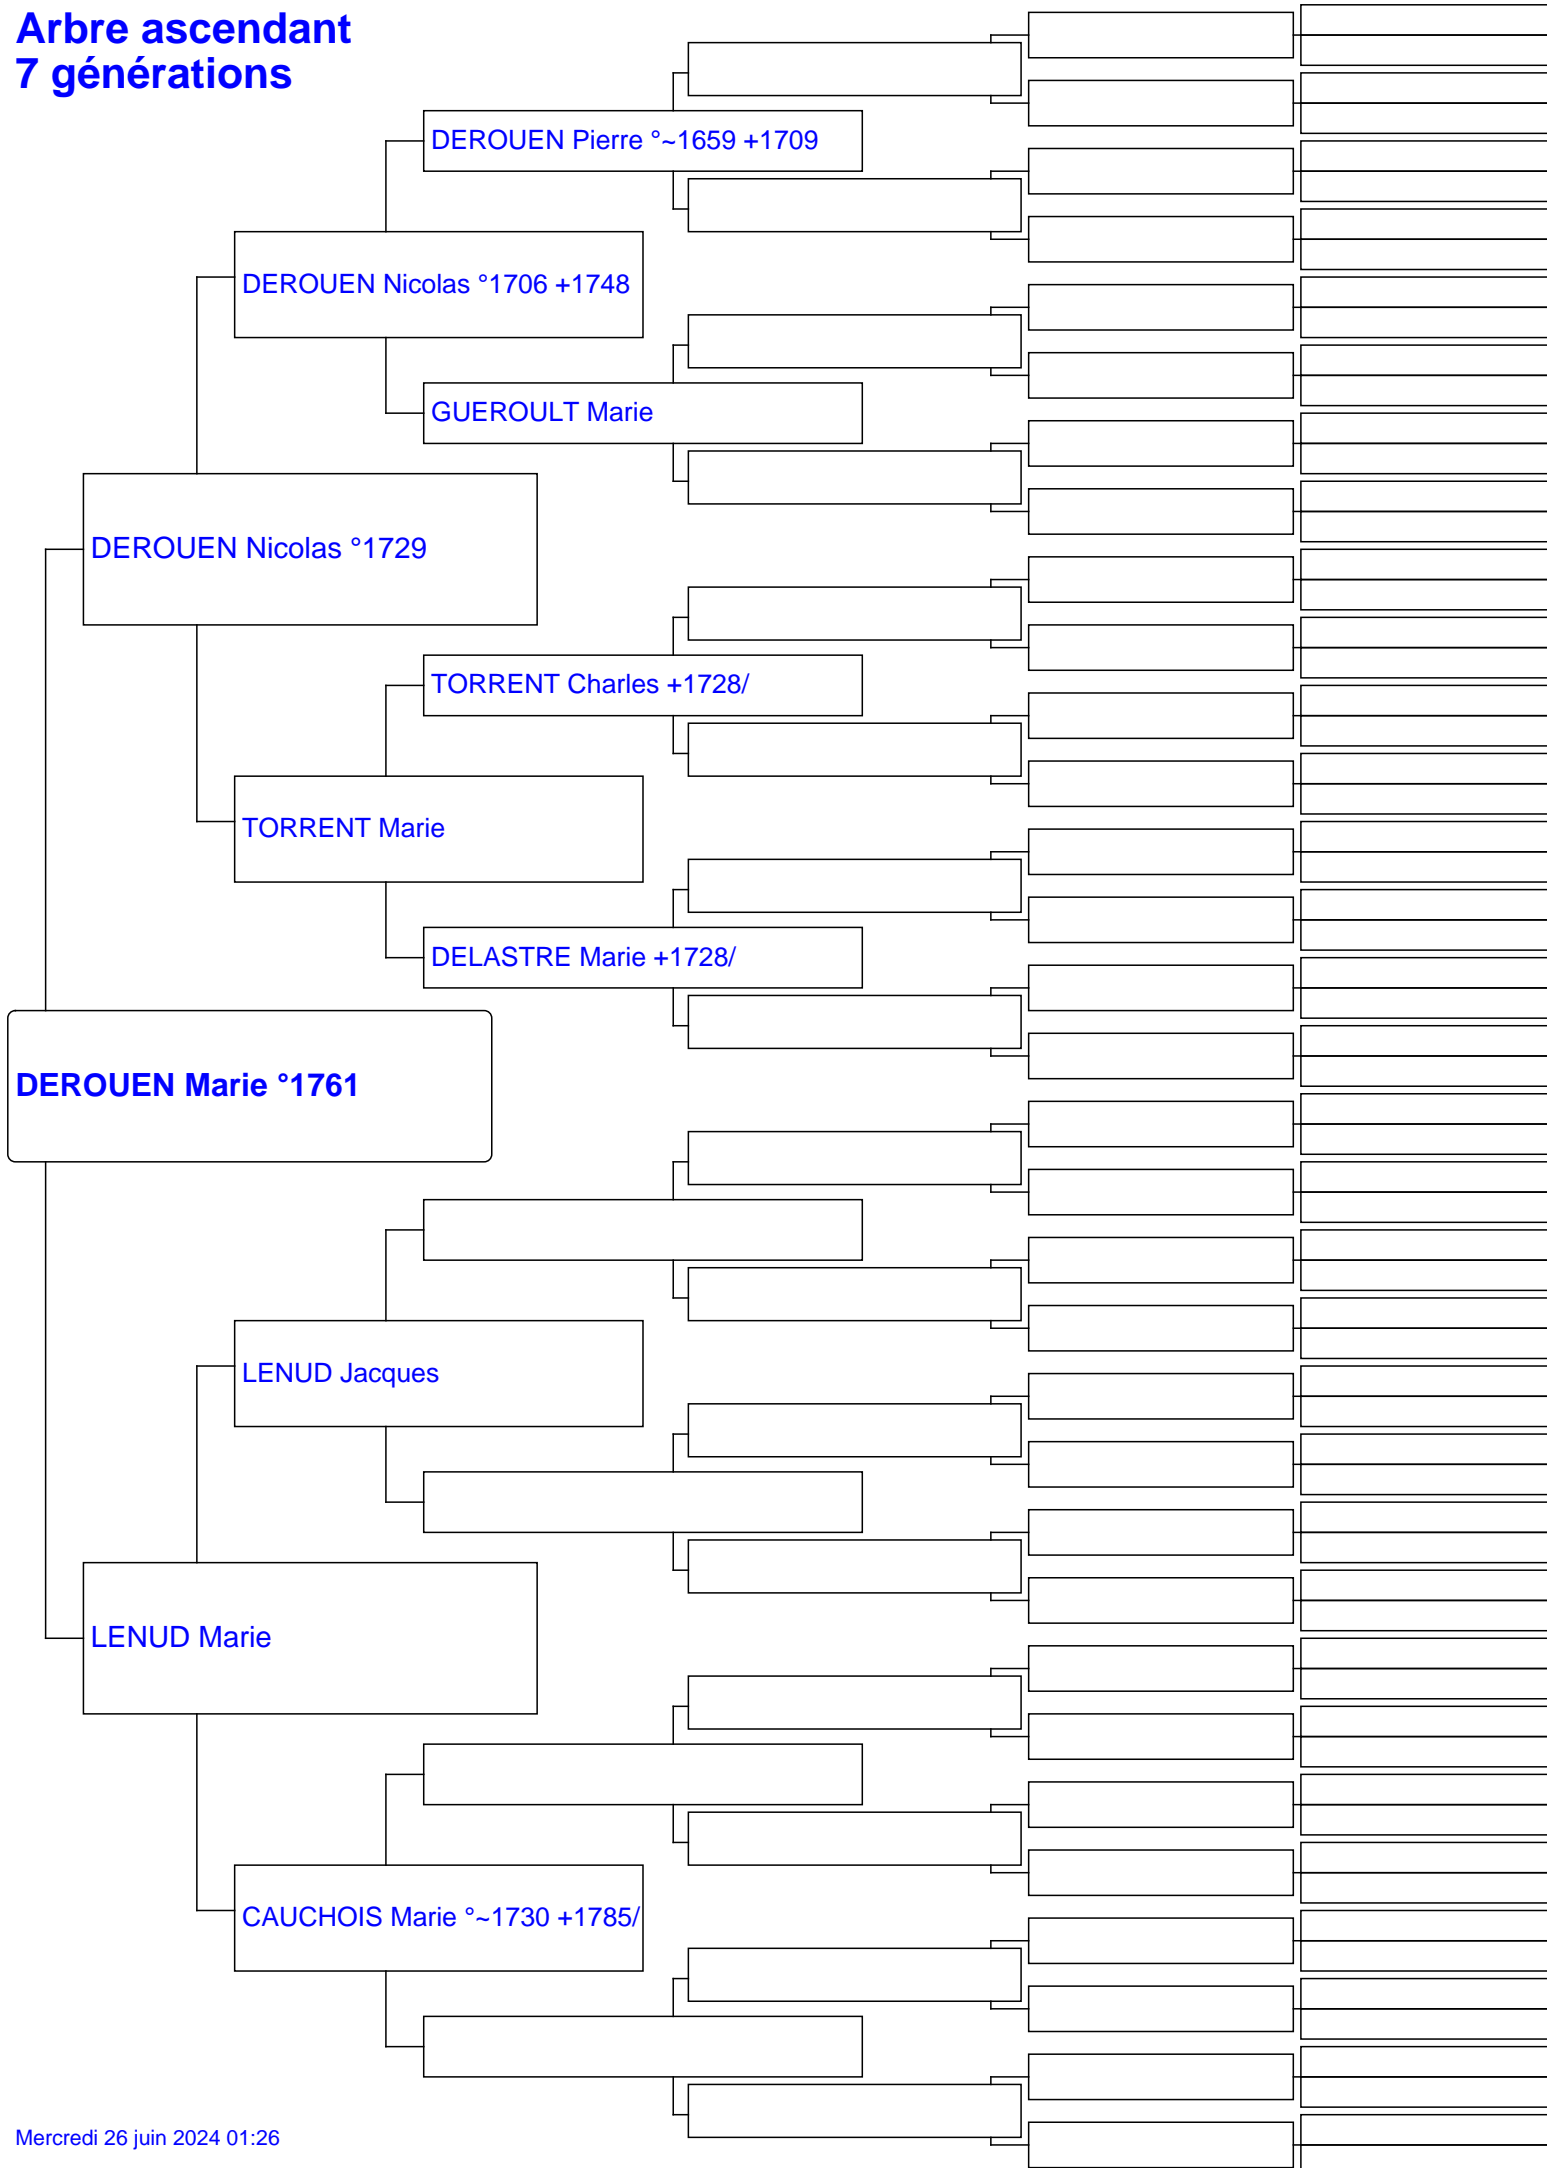 Arbre ascendant
7 générations
DEROUEN Pierre °~1659 +1709
DEROUEN Nicolas °1706 +1748
GUEROULT Marie
DEROUEN Nicolas °1729
TORRENT Charles +1728/
TORRENT Marie
DELASTRE Marie +1728/
DEROUEN Marie °1761
LENUD Jacques
LENUD Marie
CAUCHOIS Marie °~1730 +1785/
Mercredi 26 juin 2024 01:26